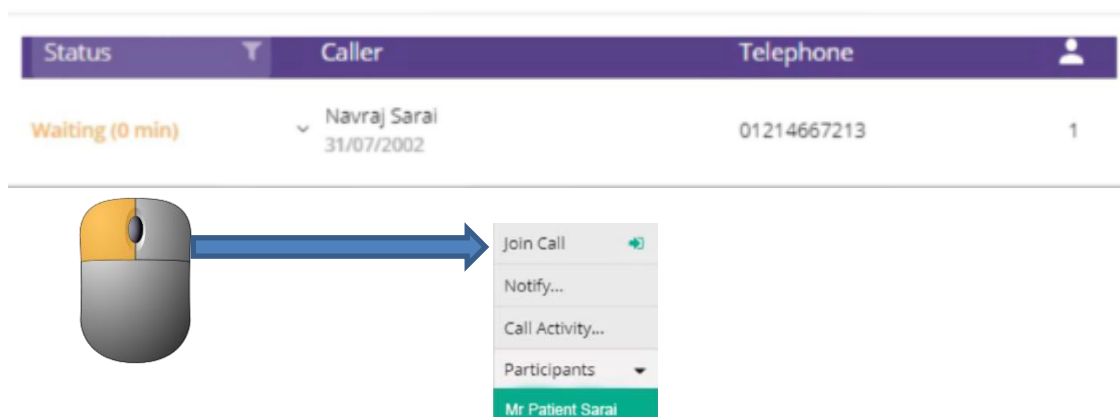 Status Caller Telephone
Waiting (0 min) Navraj Sarai 01214667213 1
31/07/2002
Join Call
Notify...
Call Activity...
Participants
Mr Patient Sarai